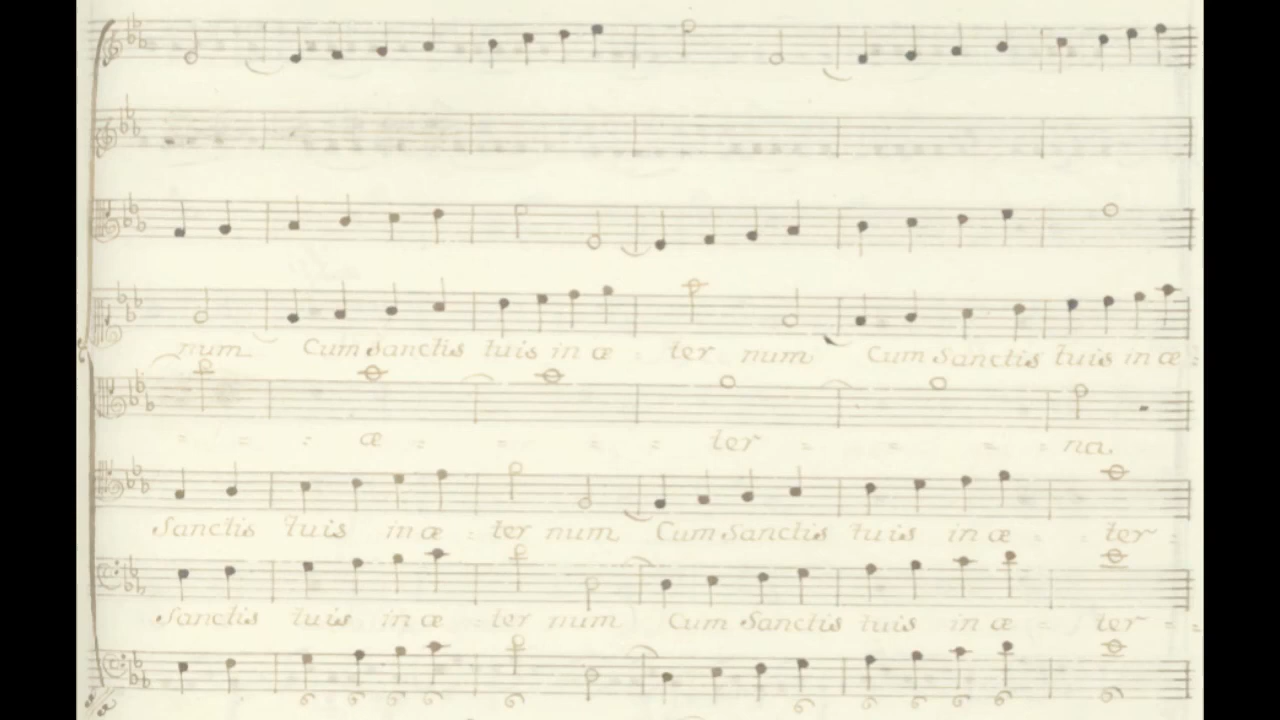 num Cum Sanctis tuis in æ - ter num Cum Sanctis tuis in æ -
æ ter na.
Sanctis tuis in æ - ter num Cum Sanctis tuis in æ ter
Sanctis tuis in æ - ter num Cum Sanctis tuis in æ - ter